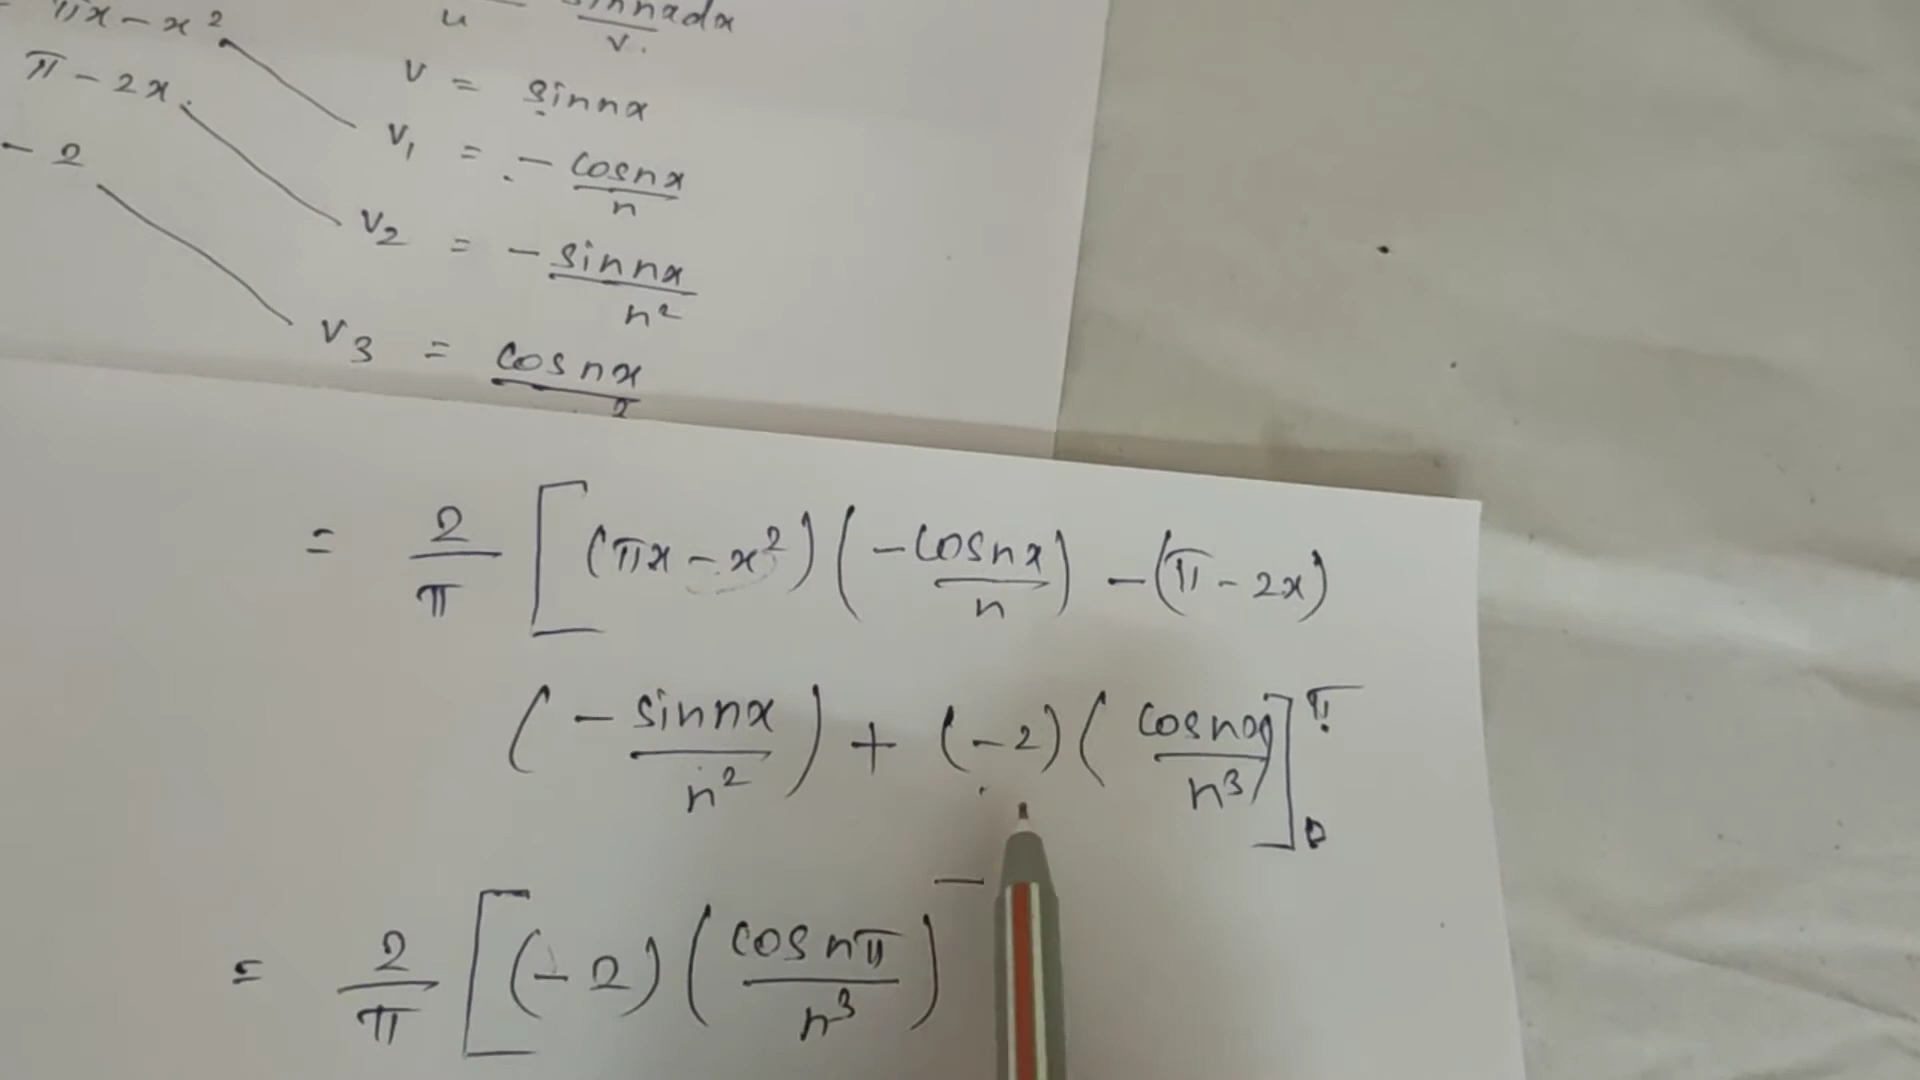 πx - x²
u
sin nx dx
v.
π - 2x
v = sin nx
- 2
v₁ = - cos nx / n
v₂ = - sin nx / n²
v₃ = cos nx
= 2/π [ (πx - x²) ( - cos nx / n ) - (π - 2x)
( - sin nx / n² ) + (-2) ( cos nx / n³ ) ]₀^π
= 2/π [ (-2) ( cos nπ / n³ ) -